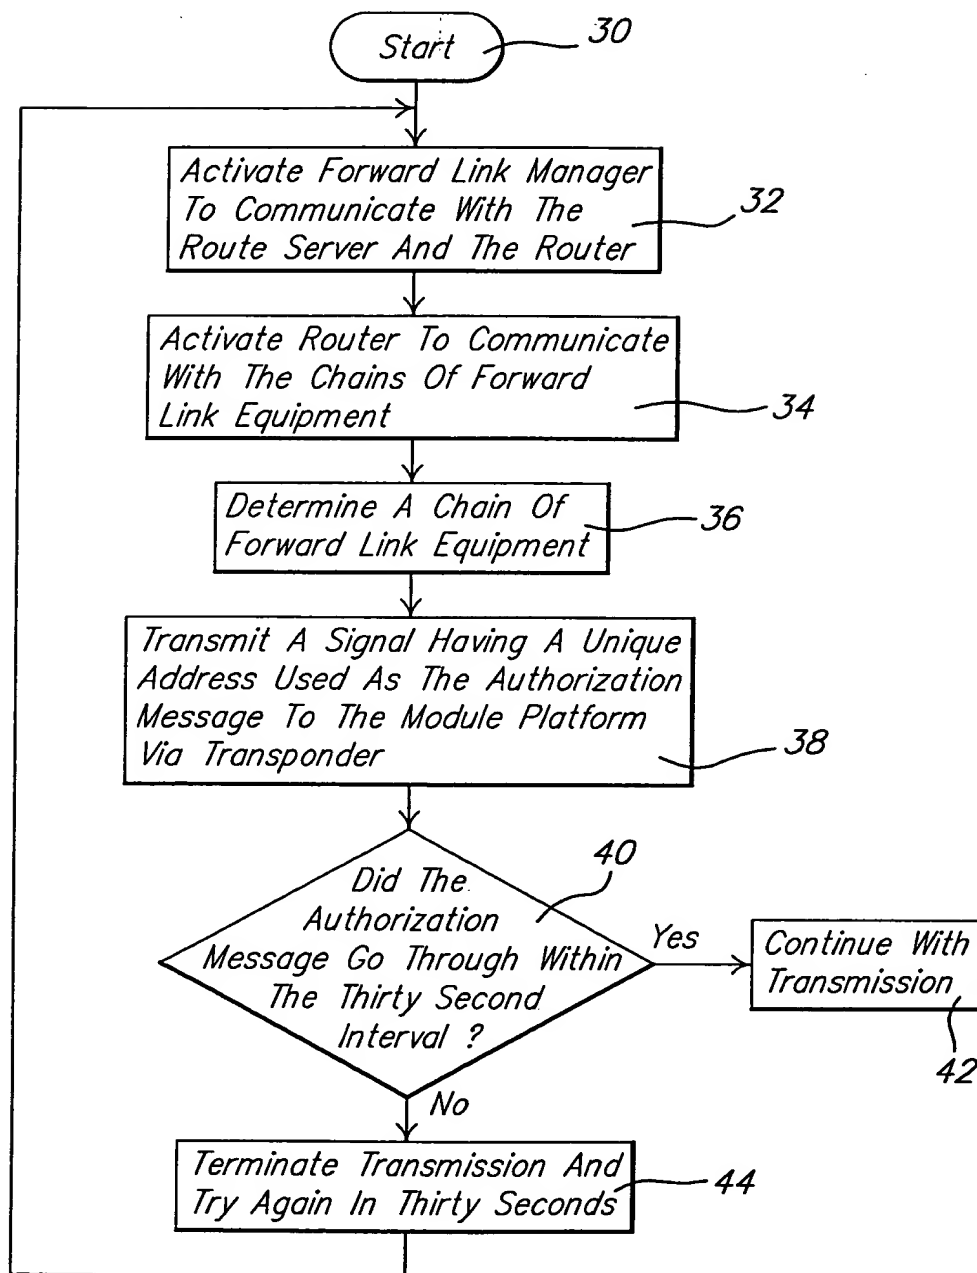 Start
30
Activate Forward Link Manager
To Communicate With The
Route Server And The Router
32
Activate Router To Communicate
With The Chains Of Forward
Link Equipment
34
Determine A Chain Of
Forward Link Equipment
36
Transmit A Signal Having A Unique
Address Used As The Authorization
Message To The Module Platform
Via Transponder
38
Did The
Authorization
Message Go Through Within
The Thirty Second
Interval ?
40
Yes
Continue With
Transmission
42
No
Terminate Transmission And
Try Again In Thirty Seconds
44